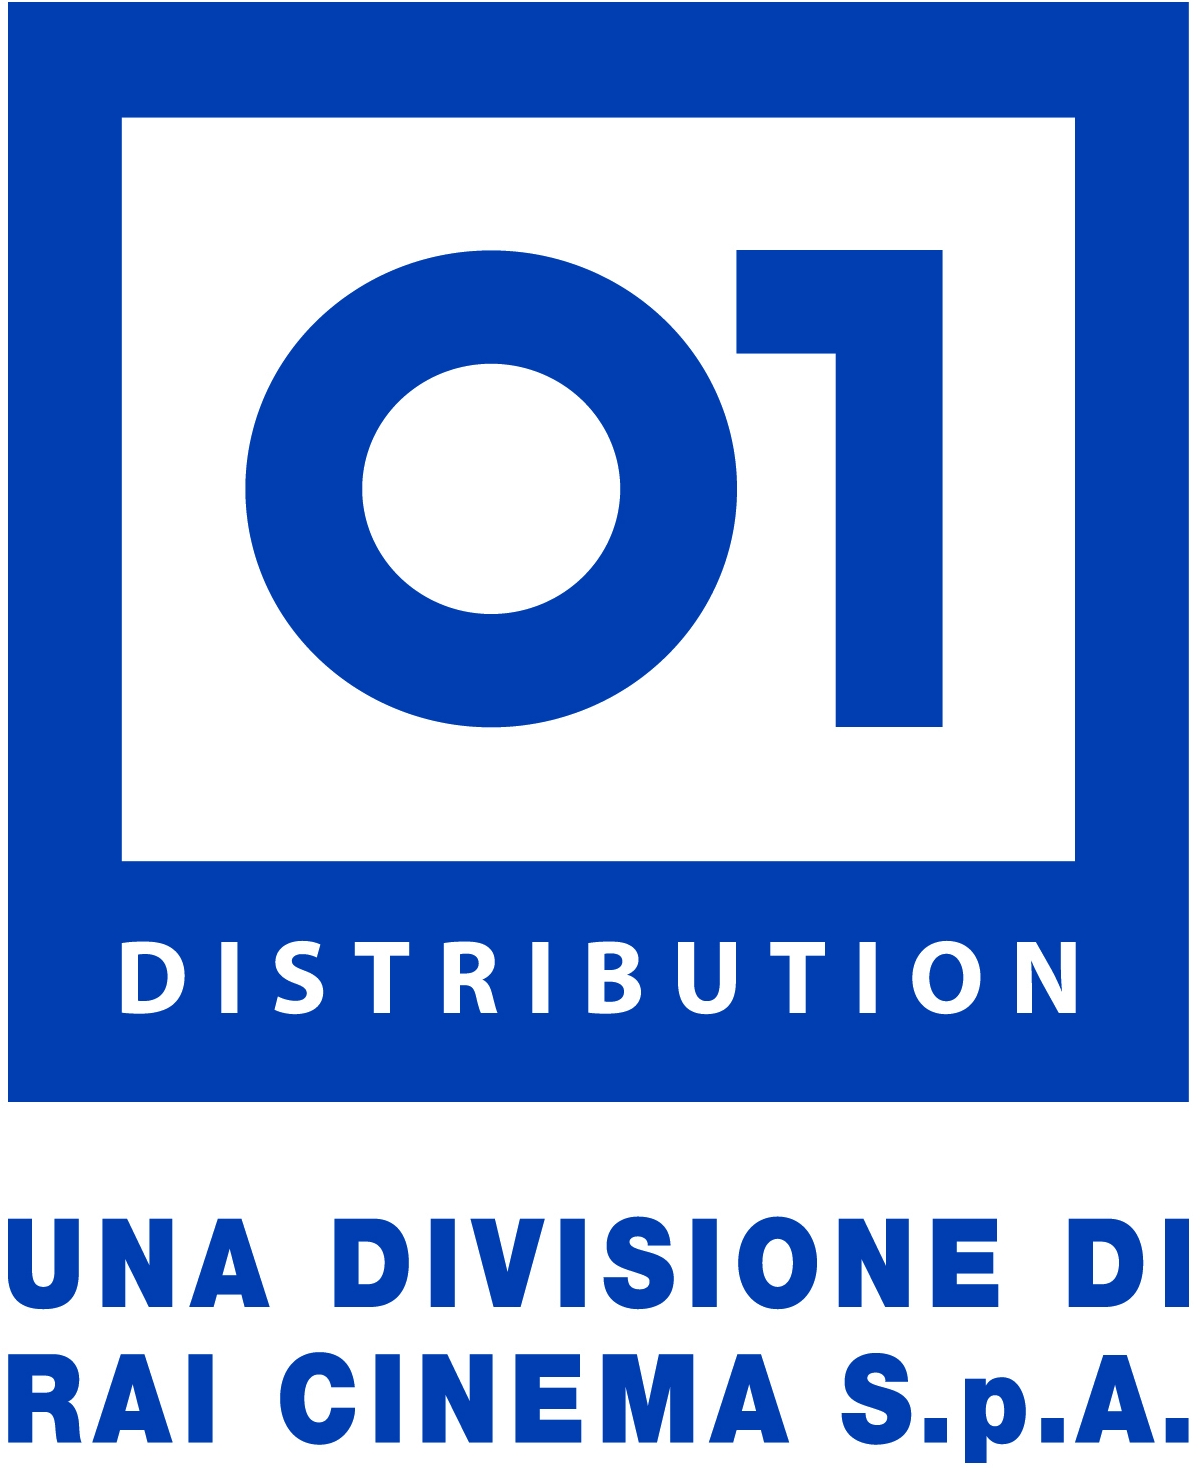 01
DISTRIBUTION
UNA DIVISIONE DI
RAI CINEMA S.p.A.